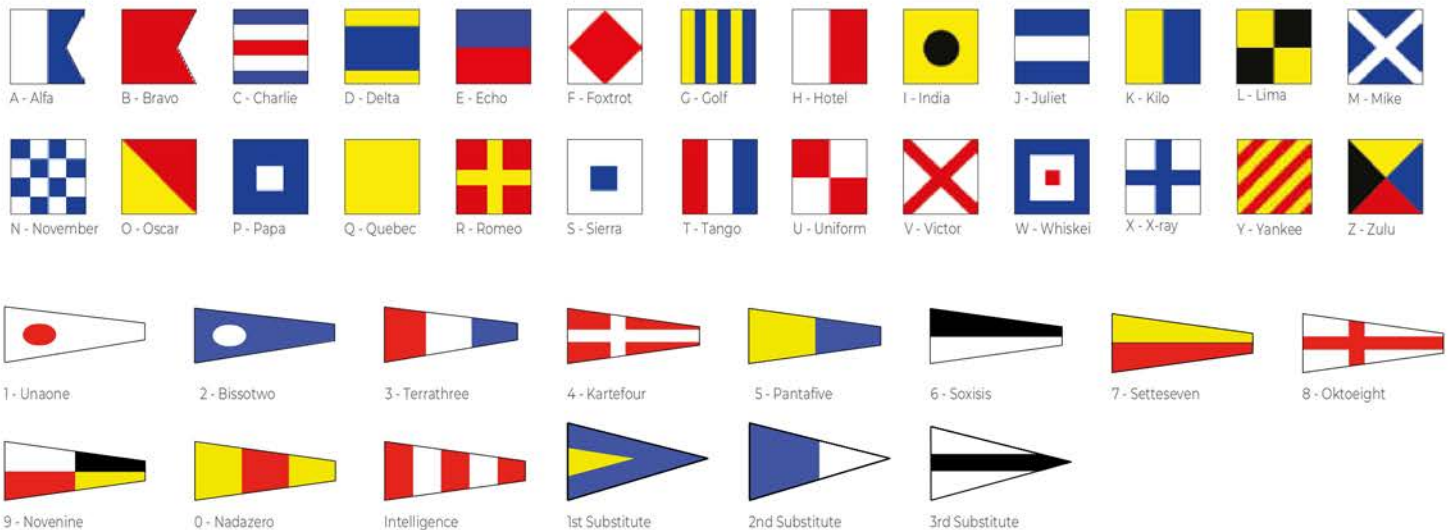 A - Alfa
B - Bravo
C - Charlie
D - Delta
E - Echo
F - Foxtrot
G - Golf
H - Hotel
I - India
J - Juliet
K - Kilo
L - Lima
M - Mike
N - November
O - Oscar
P - Papa
Q - Quebec
R - Romeo
S - Sierra
T - Tango
U - Uniform
V - Victor
W - Whiskei
X - X-ray
Y - Yankee
Z - Zulu
1 - Unaone
2 - Bissotwo
3 - Terrathree
4 - Kartefour
5 - Pantafive
6 - Soxisis
7 - Setteseven
8 - Oktoeight
9 - Novenine
0 - Nadazero
Intelligence
1st Substitute
2nd Substitute
3rd Substitute